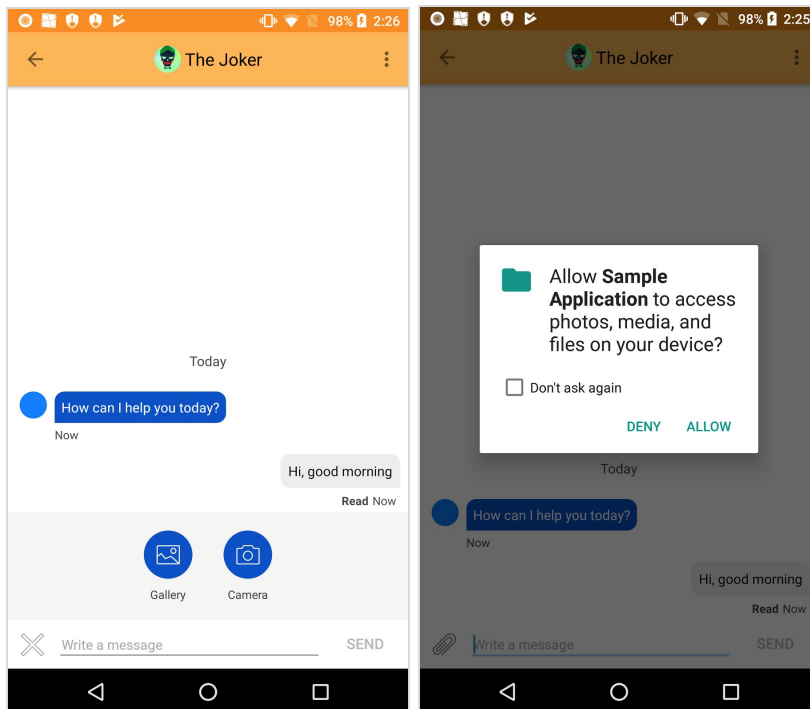 98% 2:26
The Joker
Today
How can I help you today?
Now
Hi, good morning
Read Now
Gallery Camera
Write a message SEND
98% 2:25
The Joker
Allow Sample
Application to access
photos, media, and
files on your device?
Don't ask again
DENY ALLOW
Today
How can I help you today?
Now
Hi, good morning
Read Now
Write a message SEND